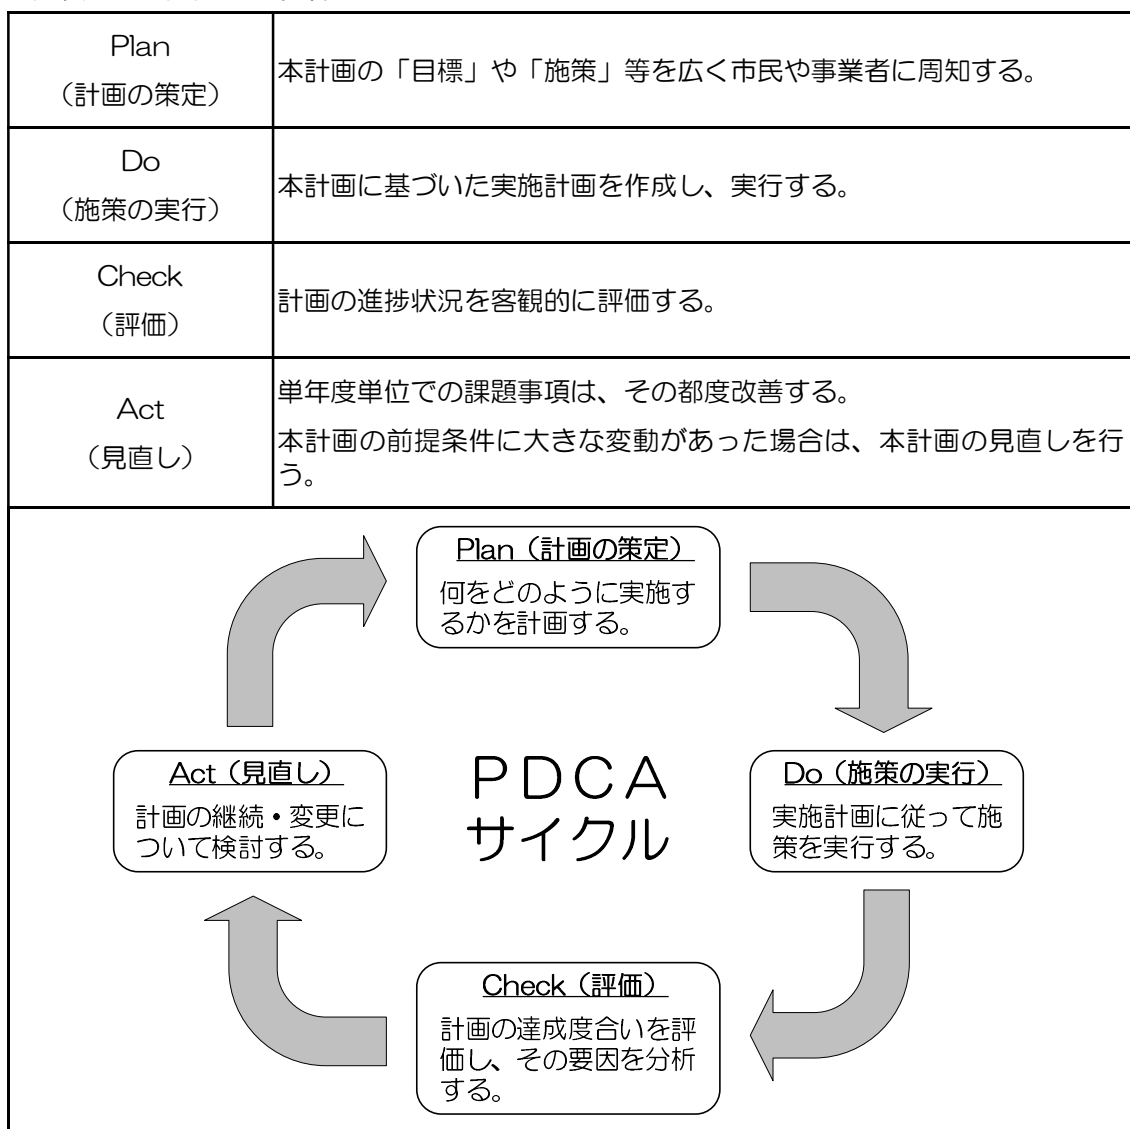 Plan
（計画の策定）
本計画の「目標」や「施策」等を広く市民や事業者に周知する。
Do
（施策の実行）
本計画に基づいた実施計画を作成し、実行する。
Check
（評価）
計画の進捗状況を客観的に評価する。
Act
（見直し）
単年度単位での課題事項は、その都度改善する。
本計画の前提条件に大きな変動があった場合は、本計画の見直しを行
う。
Plan（計画の策定）
何をどのように実施す
るかを計画する。
Act（見直し）
計画の継続・変更に
ついて検討する。
ＰＤＣＡ
サイクル
Do（施策の実行）
実施計画に従って施
策を実行する。
Check（評価）
計画の達成度合いを評
価し、その要因を分析
する。